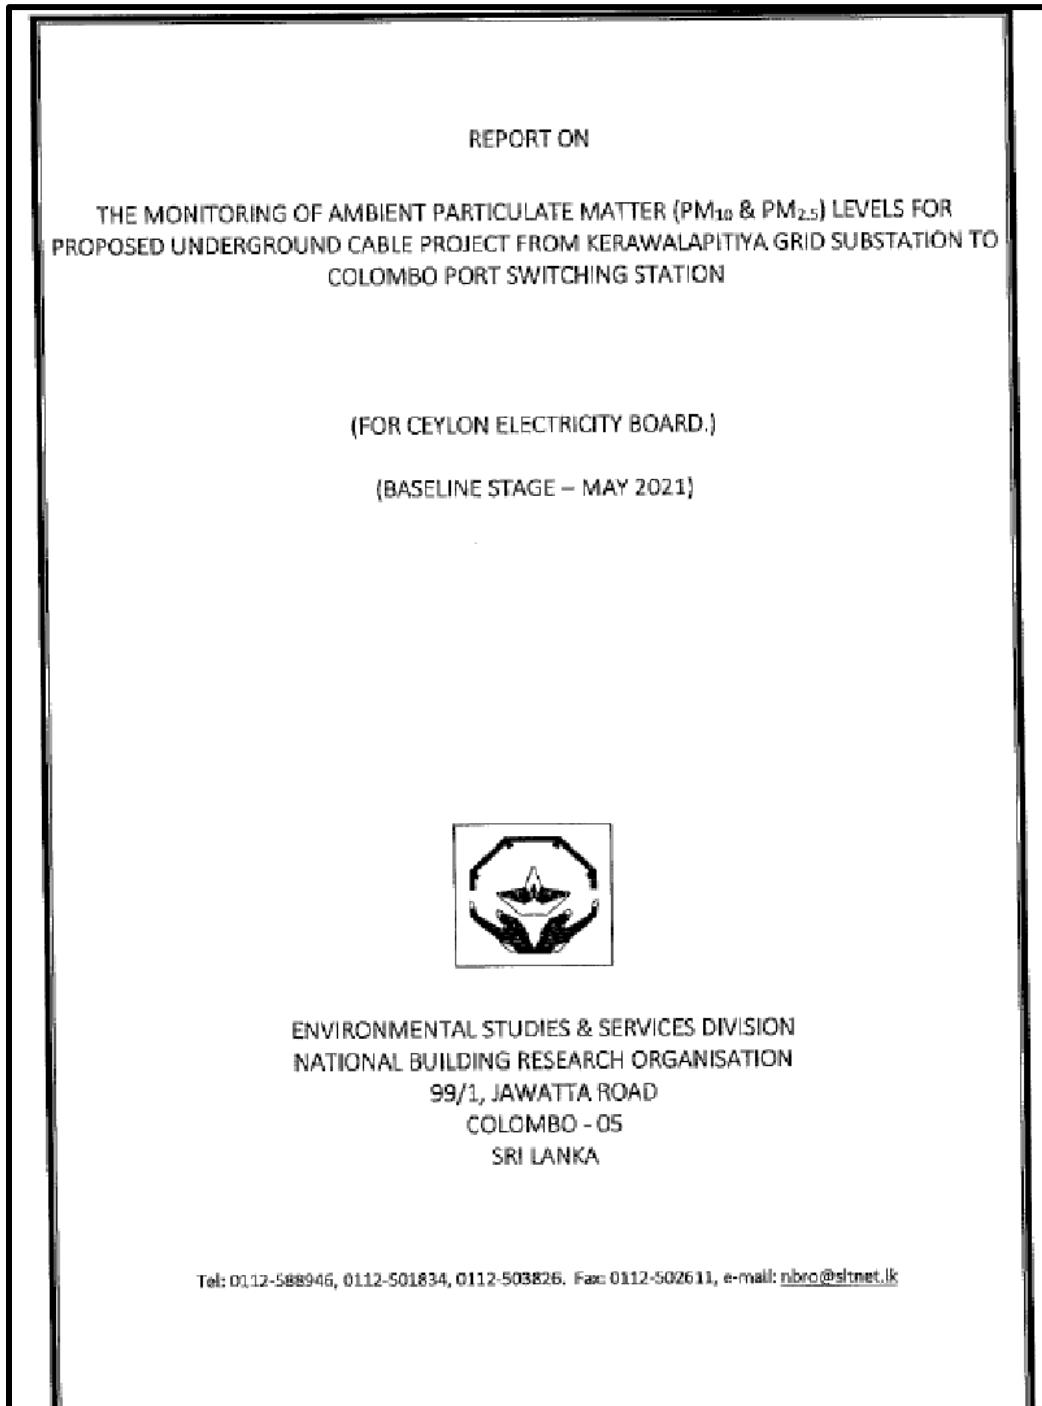 REPORT ON
THE MONITORING OF AMBIENT PARTICULATE MATTER (PM₁₀ & PM₂.₅) LEVELS FOR
PROPOSED UNDERGROUND CABLE PROJECT FROM KERAWALAPITIYA GRID SUBSTATION TO
COLOMBO PORT SWITCHING STATION
(FOR CEYLON ELECTRICITY BOARD.)
(BASELINE STAGE – MAY 2021)
ENVIRONMENTAL STUDIES & SERVICES DIVISION
NATIONAL BUILDING RESEARCH ORGANISATION
99/1, JAWATTA ROAD
COLOMBO - 05
SRI LANKA
Tel: 0112-588946, 0112-501834, 0112-503826. Fax: 0112-502611, e-mail: nbro@sltnet.lk